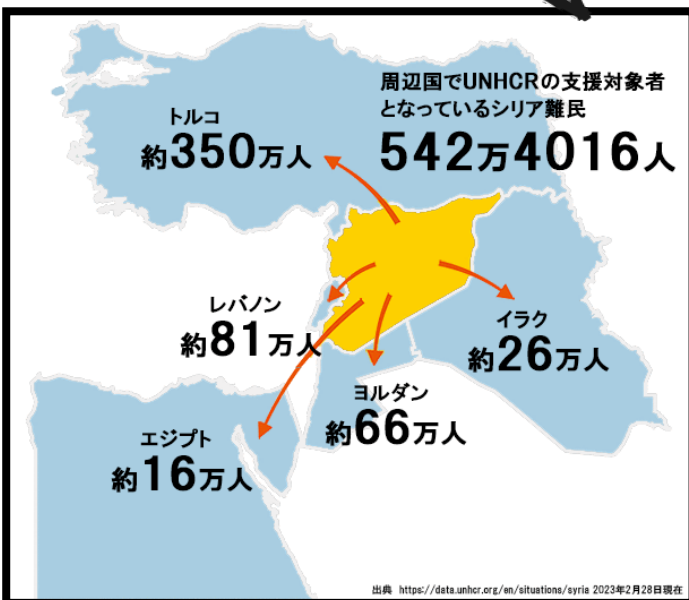 周辺国でUNHCRの支援対象者
となっているシリア難民
542万4016人
トルコ
約350万人
レバノン
約81万人
イラク
約26万人
ヨルダン
約66万人
エジプト
約16万人
出典 https://data.unhcr.org/en/situations/syria 2023年2月28日現在